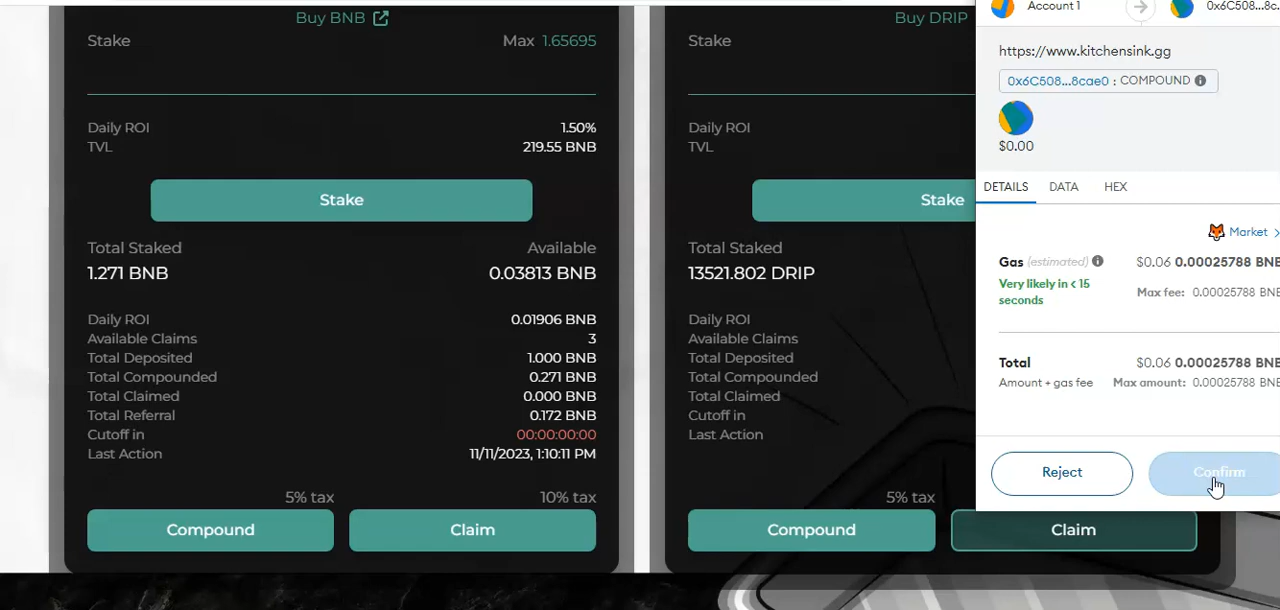 Buy BNB
Stake Max 1.65695
Daily ROI 1.50%
TVL 219.55 BNB
Stake
Total Staked Available
1.271 BNB 0.03813 BNB
Daily ROI 0.01906 BNB
Available Claims 3
Total Deposited 1.000 BNB
Total Compounded 0.271 BNB
Total Claimed 0.000 BNB
Total Referral 0.172 BNB
Cutoff in 00:00:00:00
Last Action 11/11/2023, 1:10:11 PM
5% tax 10% tax
Compound Claim
Buy DRIP
Stake
Daily ROI
TVL
Stake
Total Staked
13521.802 DRIP
Daily ROI
Available Claims
Total Deposited
Total Compounded
Total Claimed
Cutoff in
Last Action
5% tax
Compound Claim
Account 1 0x6C508...8c
https://www.kitchensink.gg
0x6C508...8cae0 : COMPOUND
$0.00
DETAILS DATA HEX
Market >
Gas (estimated) $0.06 0.00025788 BNB
Very likely in < 15
seconds
Max fee: 0.00025788 BNB
Total $0.06 0.00025788 BNB
Amount + gas fee Max amount: 0.00025788 BNB
Reject Confirm